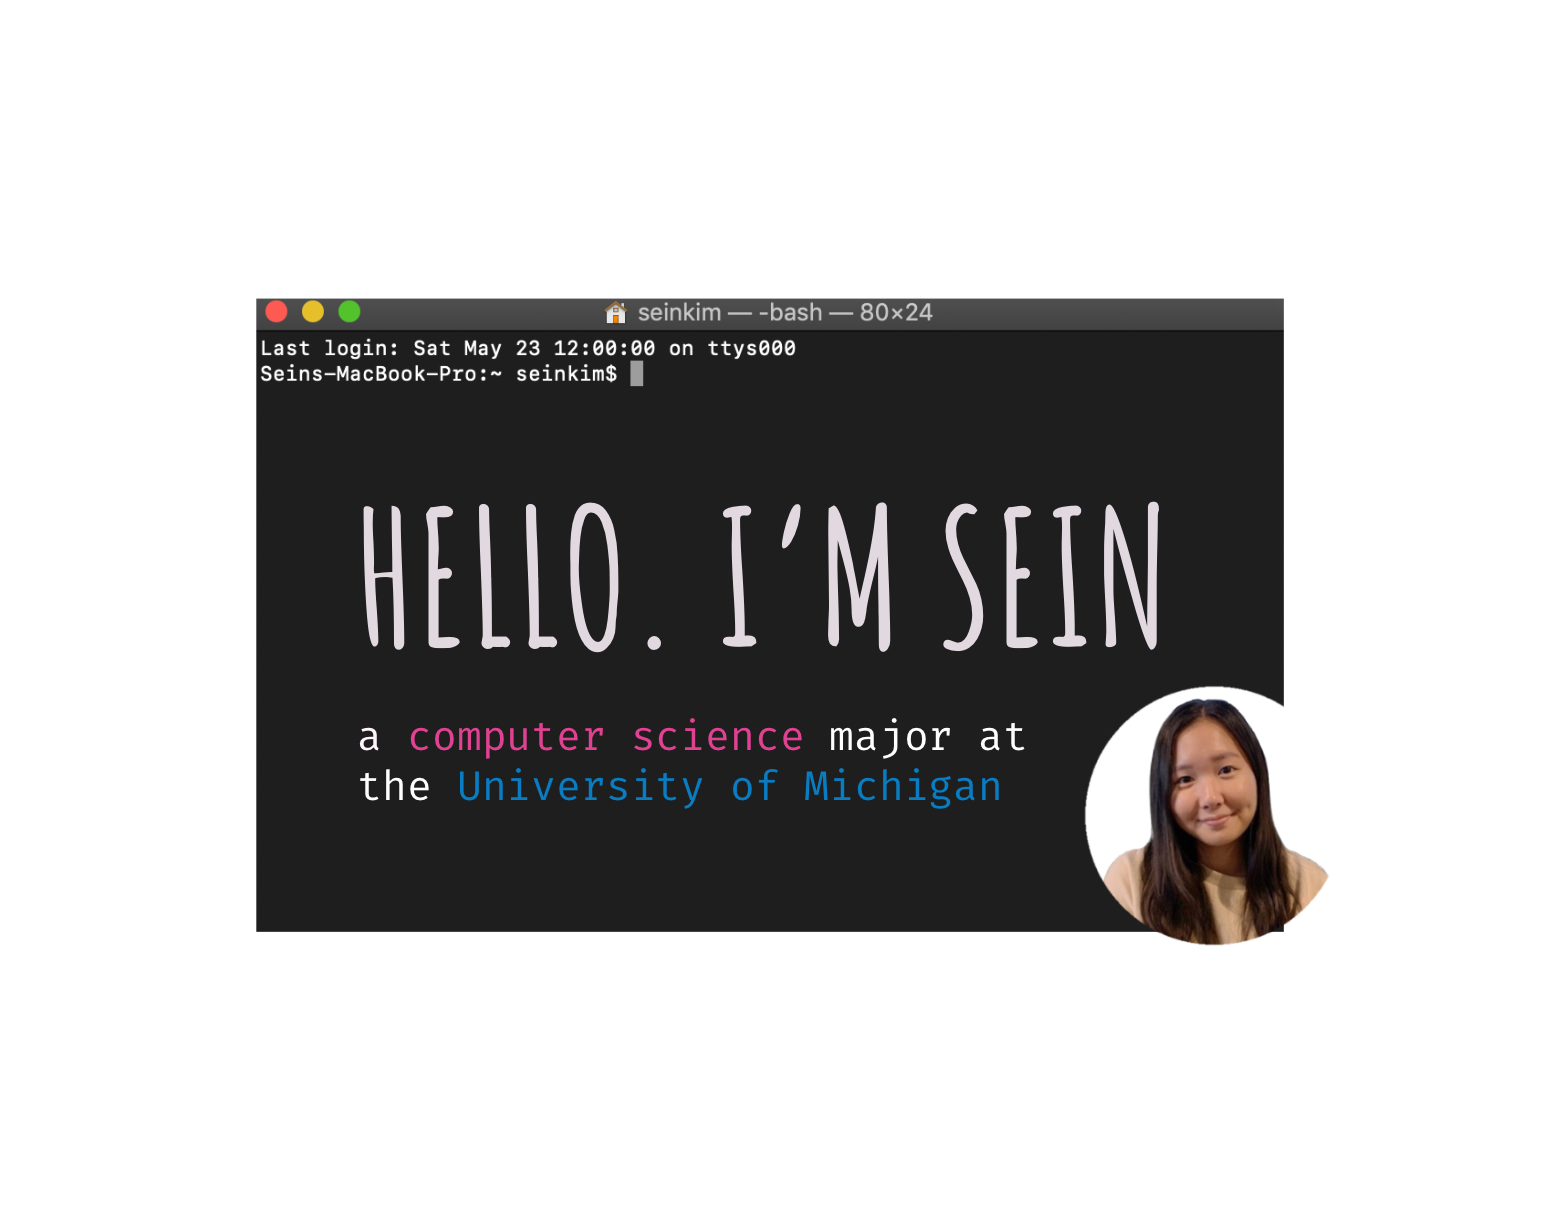 seinkim — -bash — 80×24
Last login: Sat May 23 12:00:00 on ttys000
Seins-MacBook-Pro:~ seinkim$
HELLO. I'M SEIN
a computer science major at
the University of Michigan